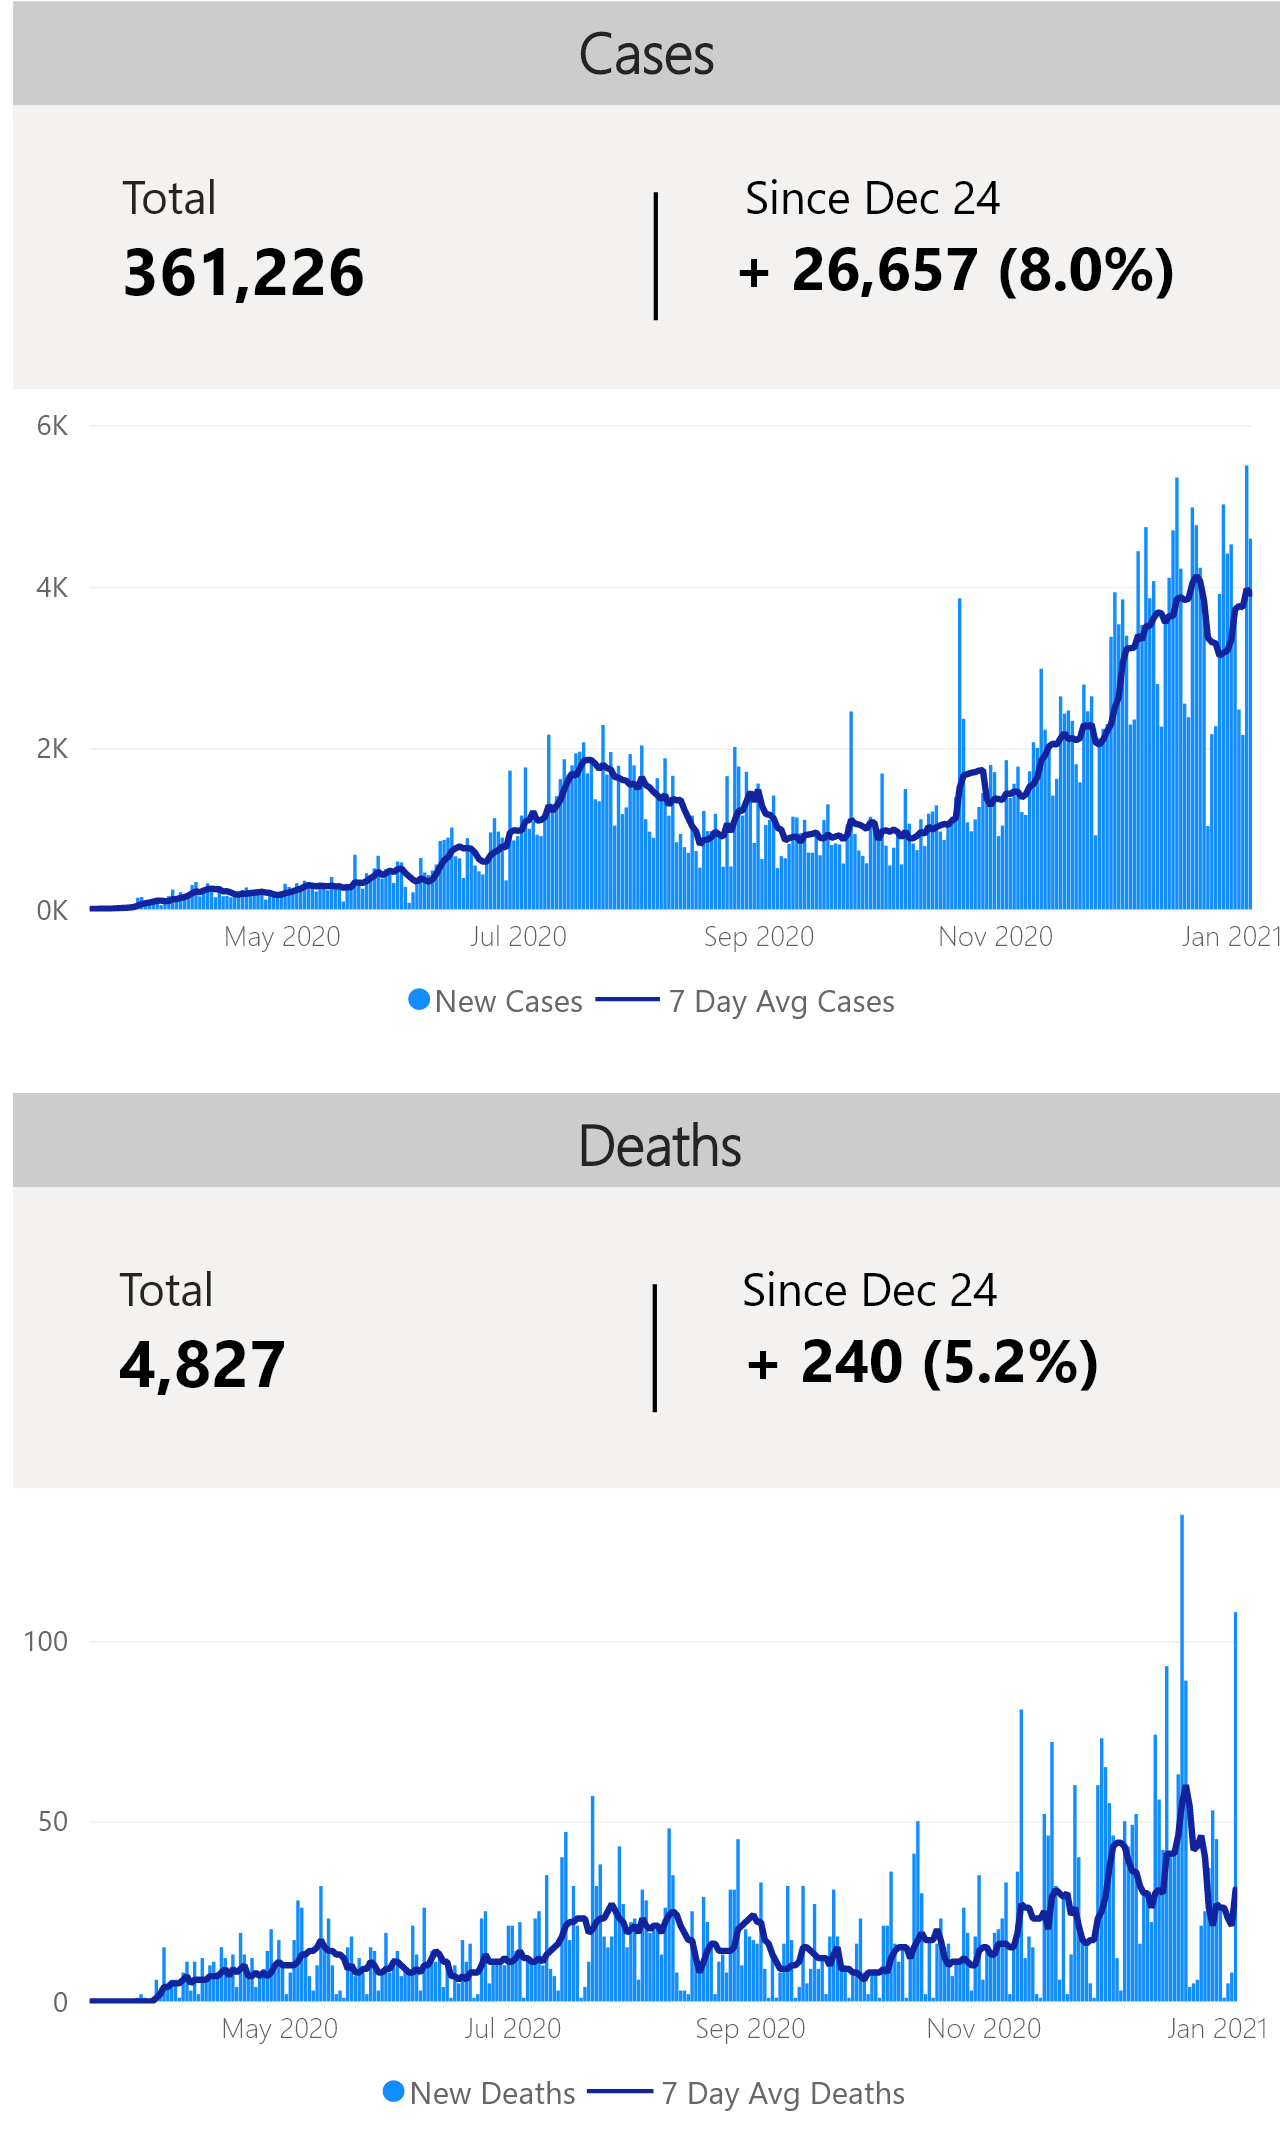 Cases
Total
Since Dec 24
361,226
+ 26,657 (8.0%)
6K
4K
2K
0K
May 2020
Jul 2020
Sep 2020
Nov 2020
Jan 2021
New Cases
7 Day Avg Cases
Deaths
Total
Since Dec 24
4,827
+ 240 (5.2%)
100
50
0
May 2020
Jul 2020
Sep 2020
Nov 2020
Jan 2021
New Deaths
7 Day Avg Deaths